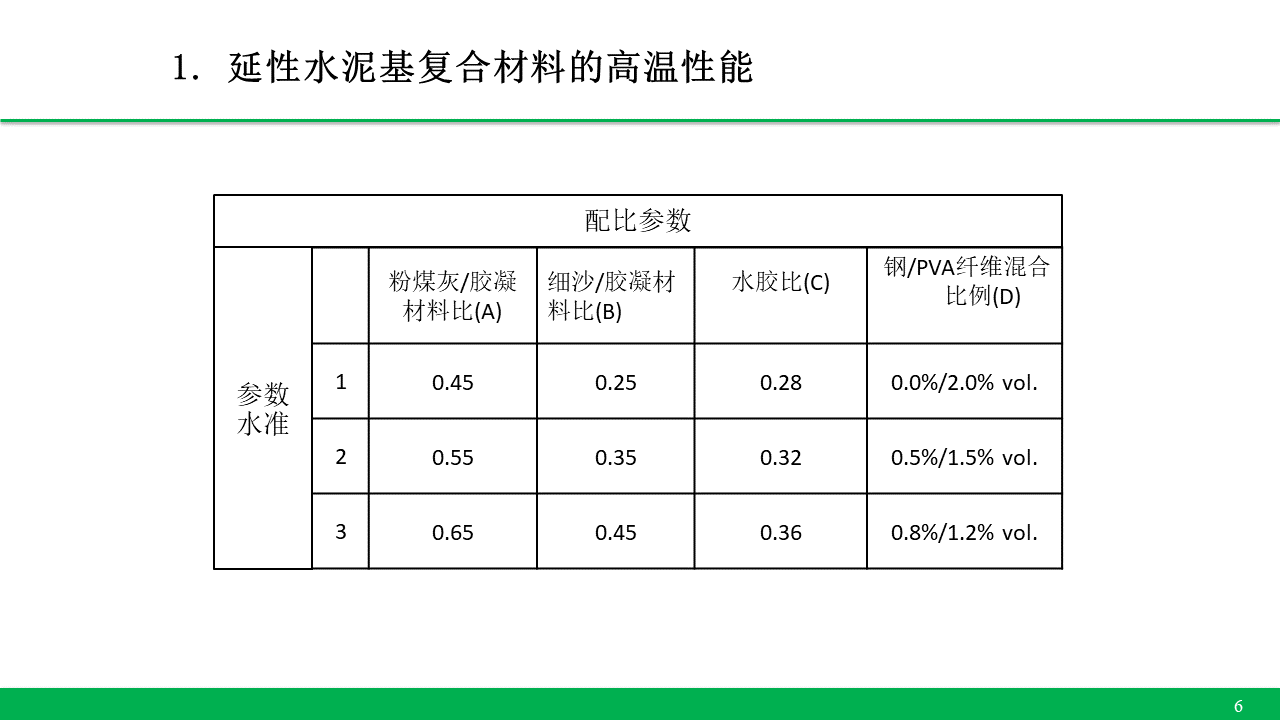 1. 延性水泥基复合材料的高温性能
配比参数
粉煤灰/胶凝
材料比(A)
细沙/胶凝材
料比(B)
水胶比(C)
钢/PVA纤维混合
比例(D)
参数
水准
1
0.45
0.25
0.28
0.0%/2.0% vol.
2
0.55
0.35
0.32
0.5%/1.5% vol.
3
0.65
0.45
0.36
0.8%/1.2% vol.
6